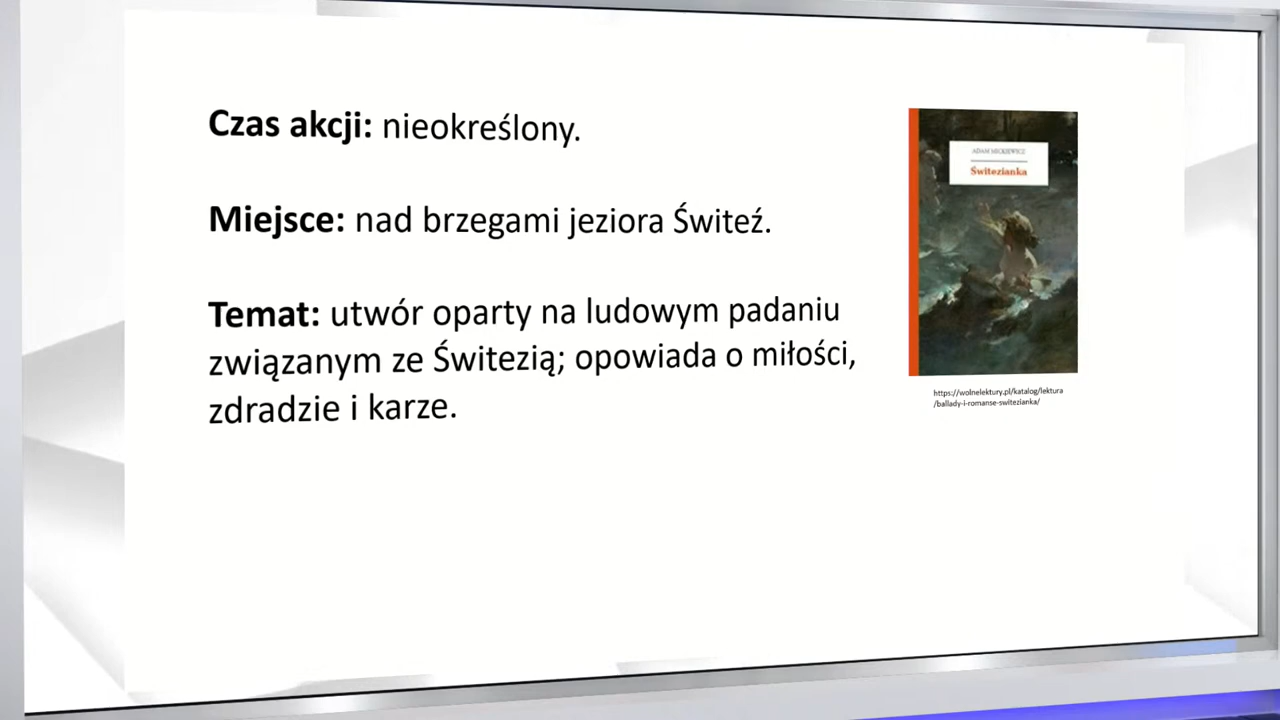 Czas akcji: nieokreślony.
Miejsce: nad brzegami jeziora Świteź.
Temat: utwór oparty na ludowym padaniu
związanym ze Świtezią; opowiada o miłości,
zdradzie i karze.
ADAM MICKIEWICZ
Świtezianka
https://wolnelektury.pl/katalog/lektura
/ballady-i-romanse-switezianka/